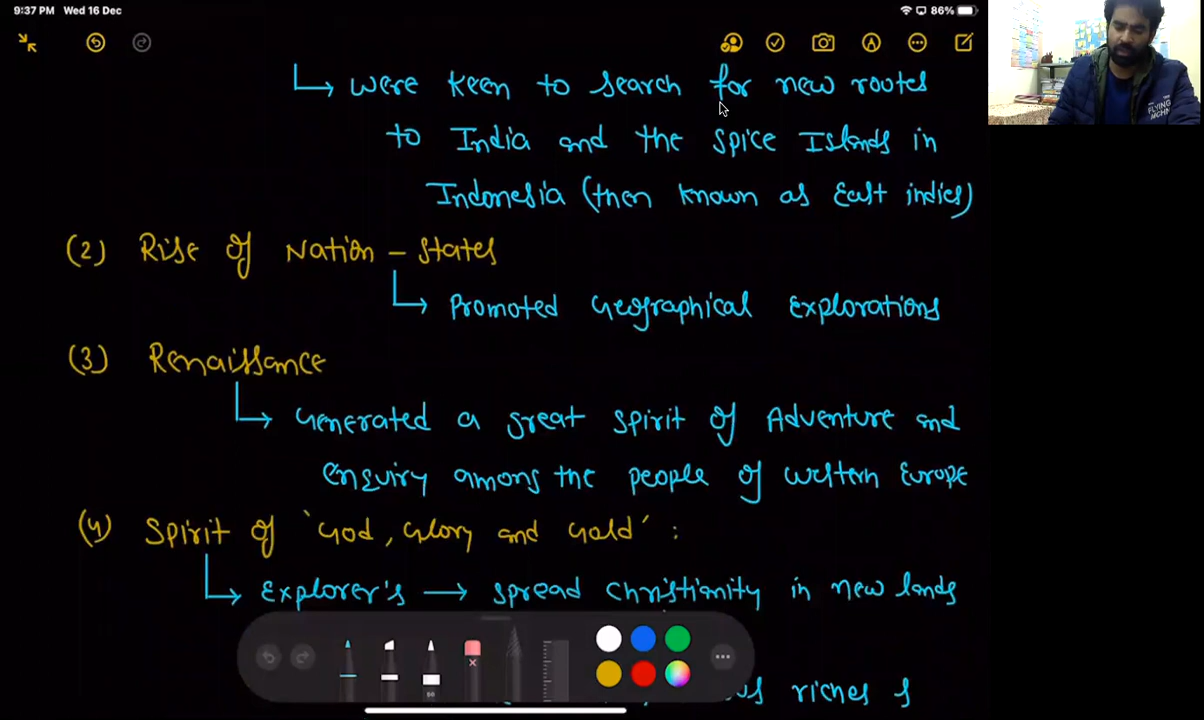 9:37 PM Wed 16 Dec
86%
were keen to search for new routes
to India and the spice Islands in
Indonesia (then known as East indies)
(2) Rise of Nation - States
Promoted Geographical Explorations
(3) Renaissance
Generated a great spirit of Adventure and
enquiry among the people of western Europe
(4) Spirit of 'God, Glory and Gold' :
Explorer's → spread christianity in new lands
riches
FLYING